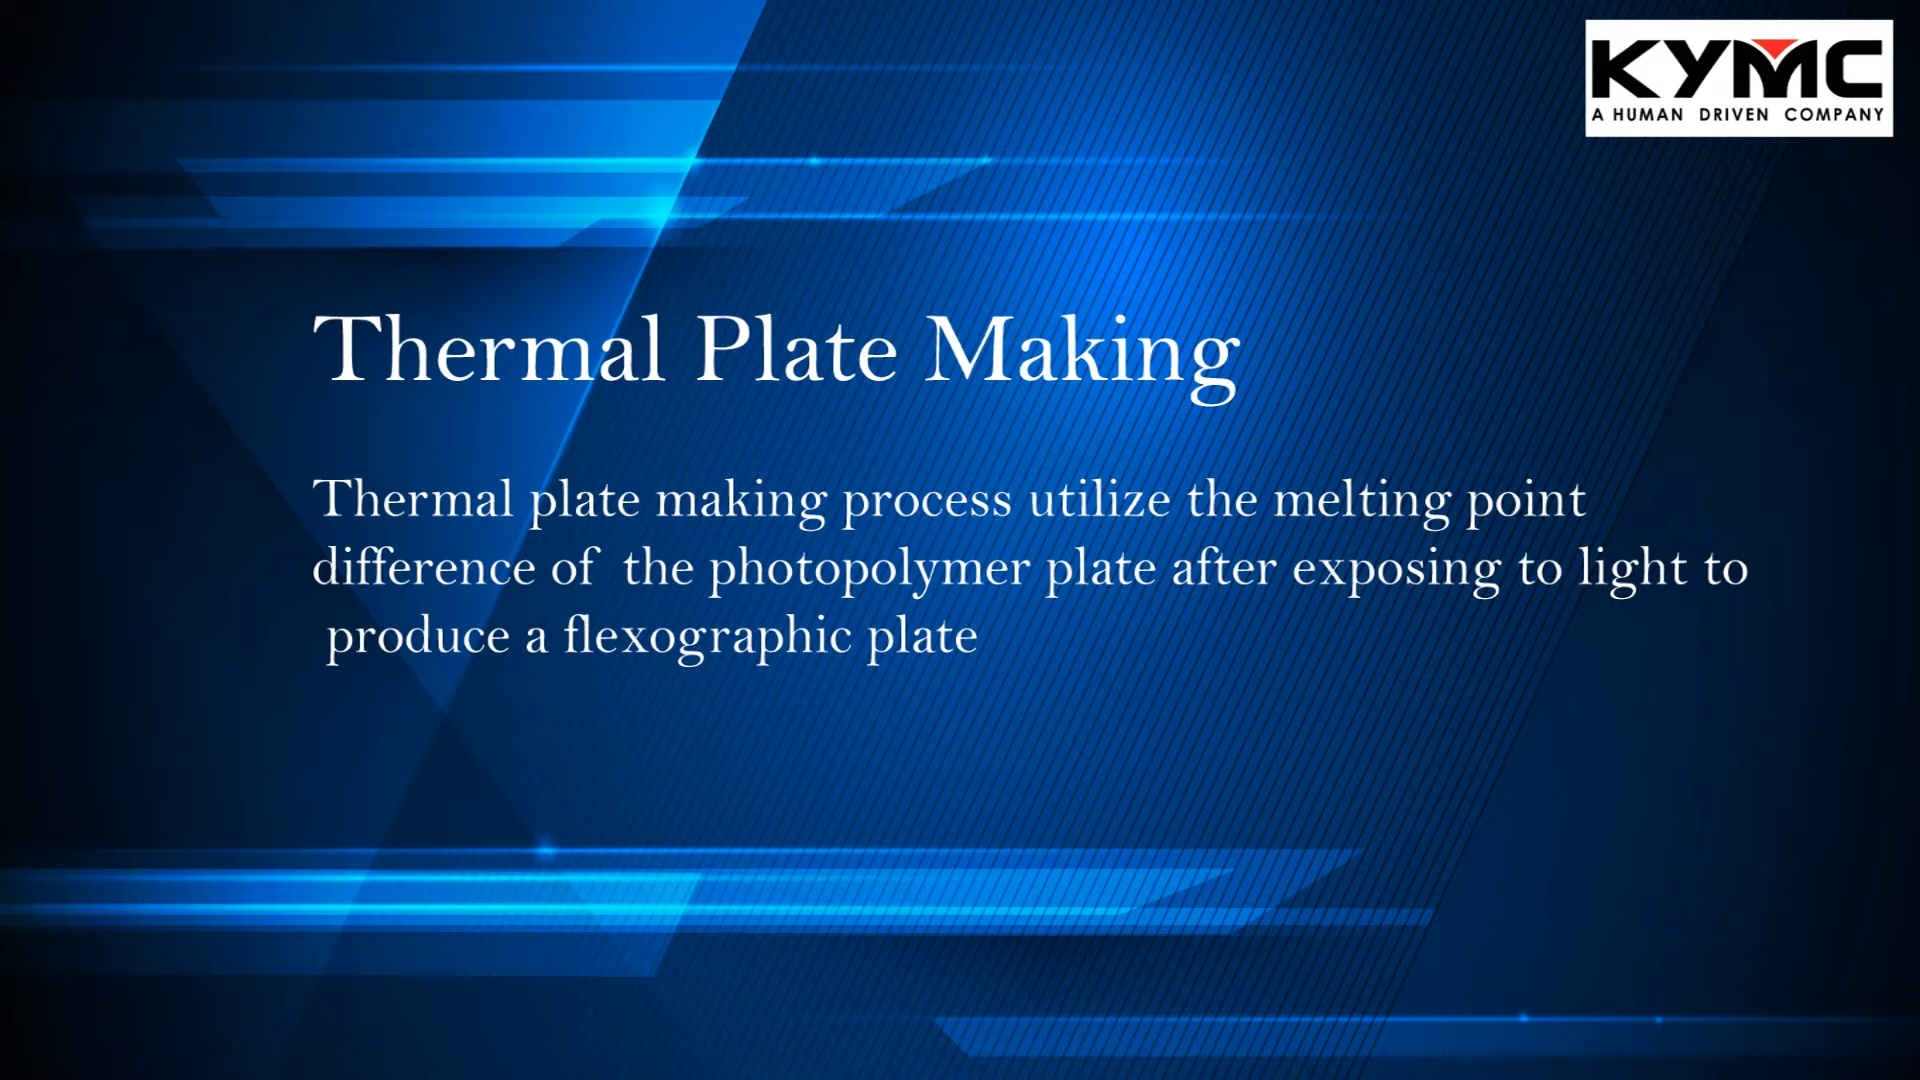 KYMC
A HUMAN DRIVEN COMPANY
Thermal Plate Making
Thermal plate making process utilize the melting point
difference of the photopolymer plate after exposing to light to
produce a flexographic plate